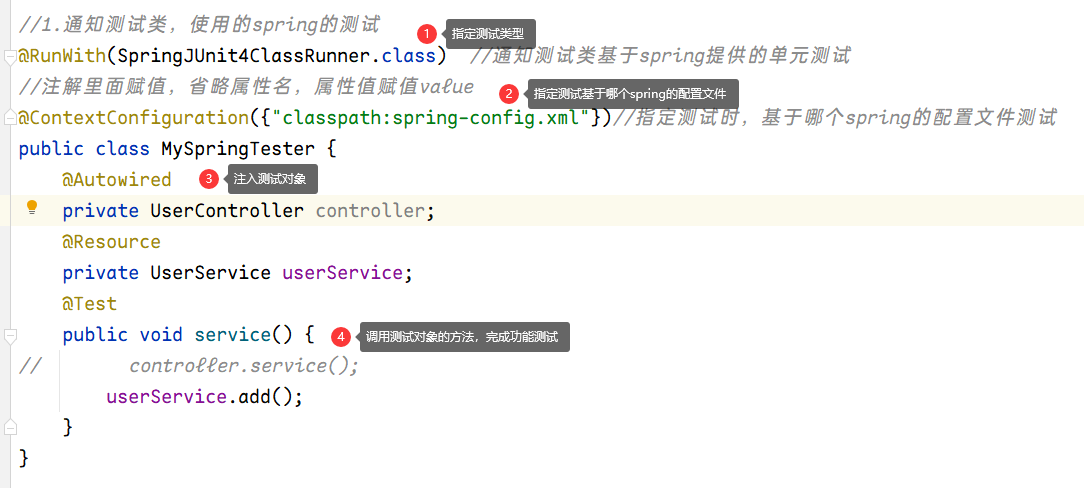 //1.通知测试类，使用的spring的测试
1 指定测试类型
@RunWith(SpringJUnit4ClassRunner.class) //通知测试类基于spring提供的单元测试
//注解里面赋值，省略属性名，属性值赋值value
2 指定测试基于哪个spring的配置文件
@ContextConfiguration({"classpath:spring-config.xml"})//指定测试时，基于哪个spring的配置文件测试
public class MySpringTester {
@Autowired 3 注入测试对象
private UserController controller;
@Resource
private UserService userService;
@Test
public void service() { 4 调用测试对象的方法，完成功能测试
// controller.service();
userService.add();
}
}